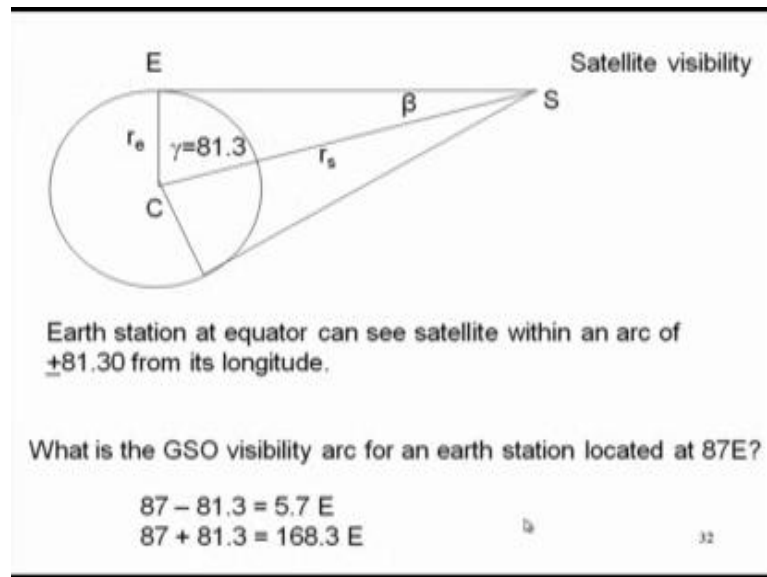 E
Satellite visibility
β
S
re
γ=81.3
rs
C
Earth station at equator can see satellite within an arc of
±81.30 from its longitude.
What is the GSO visibility arc for an earth station located at 87E?
87 – 81.3 = 5.7 E
87 + 81.3 = 168.3 E
32